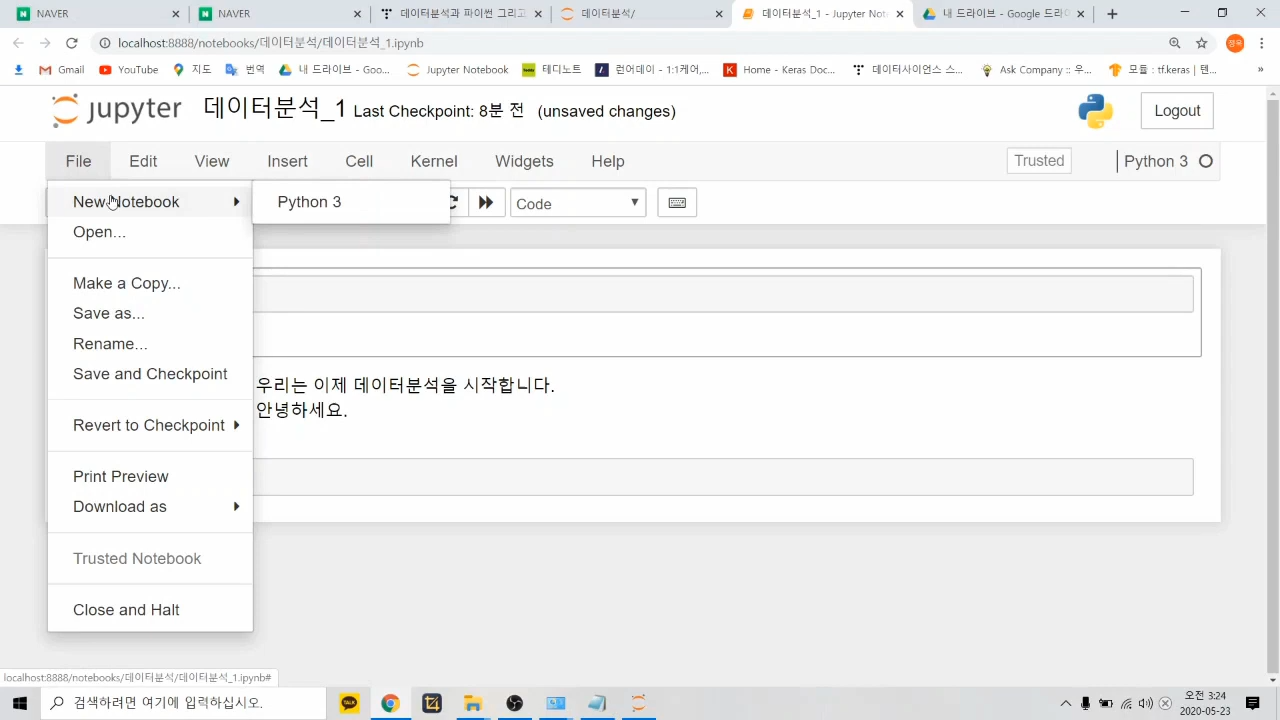 NAVER
NAVER
데이터분석과 파이썬 그리고
데이터분석/
데이터분석_1 - Jupyter Not
내 드라이브 - Google 드라이
localhost:8888/notebooks/데이터분석/데이터분석_1.ipynb
Gmail
YouTube
지도
번역
내 드라이브 - Goo...
Jupyter Notebook
테디노트
런어데이 - 1:1케어,...
Home - Keras Doc...
데이터사이언스 스...
Ask Company :: 우...
모듈 : tf.keras | 텐...
»
jupyter
데이터분석_1 Last Checkpoint: 8분 전 (unsaved changes)
Logout
File Edit View Insert Cell Kernel Widgets Help
Trusted
Python 3
New Notebook
Python 3
Code
Open...
Make a Copy...
Save as...
Rename...
Save and Checkpoint
우리는 이제 데이터분석을 시작합니다.
안녕하세요.
Revert to Checkpoint
Print Preview
Download as
Trusted Notebook
Close and Halt
localhost:8888/notebooks/데이터분석/데이터분석_1.ipynb#
검색하려면 여기에 입력하십시오.
TALK
오전 3:24
2020-05-23